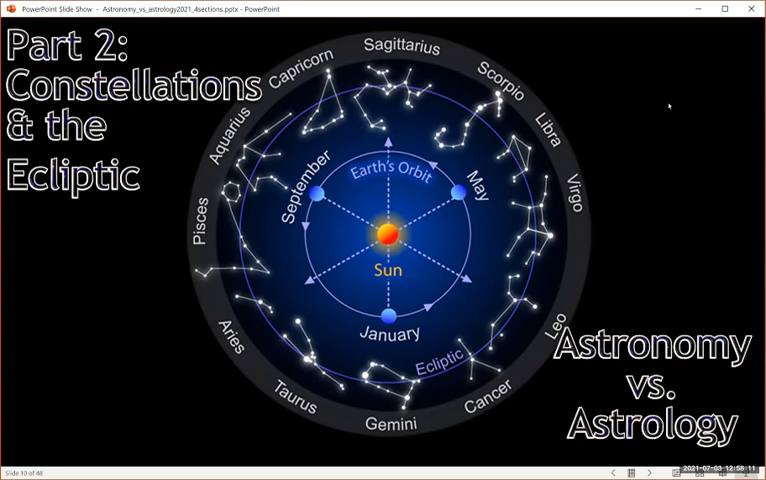 PowerPoint Slide Show - Astronomy_vs_astrology2021_4sections.pptx - PowerPoint
Part 2:
Constellations
& the
Ecliptic
Sagittarius
Capricorn
Scorpio
Aquarius
Libra
Pisces
Virgo
Aries
Leo
Taurus
Gemini
Cancer
Earth's Orbit
September
May
Sun
January
Ecliptic
Astronomy
vs.
Astrology
Slide 10 of 48
2021-07-03 12:58:11